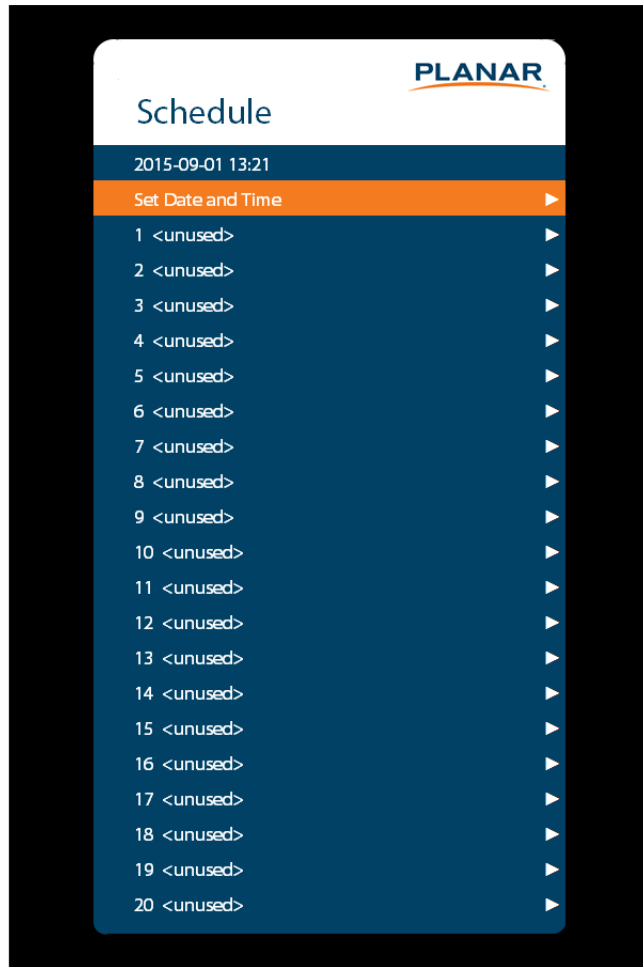 PLANAR
Schedule
2015-09-01 13:21
Set Date and Time
1 <unused>
2 <unused>
3 <unused>
4 <unused>
5 <unused>
6 <unused>
7 <unused>
8 <unused>
9 <unused>
10 <unused>
11 <unused>
12 <unused>
13 <unused>
14 <unused>
15 <unused>
16 <unused>
17 <unused>
18 <unused>
19 <unused>
20 <unused>